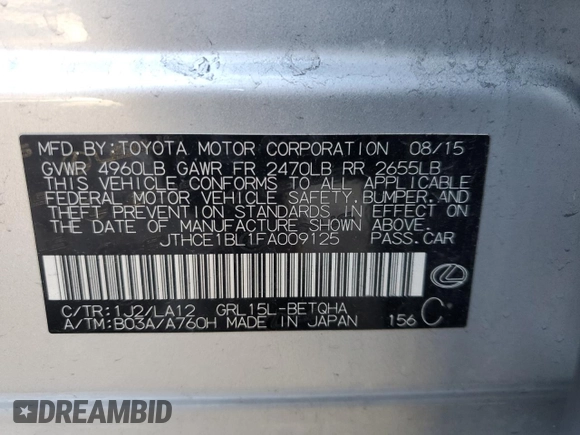 MFD.BY:TOYOTA MOTOR CORPORATION 08/15
GVWR 4960LB GAWR FR 2470LB RR 2655LB
THIS VEHICLE CONFORMS TO ALL APPLICABLE
FEDERAL MOTOR VEHICLE SAFETY,BUMPER,AND
THEFT PREVENTION STANDARDS IN EFFECT ON
THE DATE OF MANUFACTURE SHOWN ABOVE.
JTHCE1BL1FA009125 PASS.CAR
C/TR:1J2/LA12 GRL15L-BETQHA
A/TM:B03A/A760H MADE IN JAPAN 156 C
DREAMBID